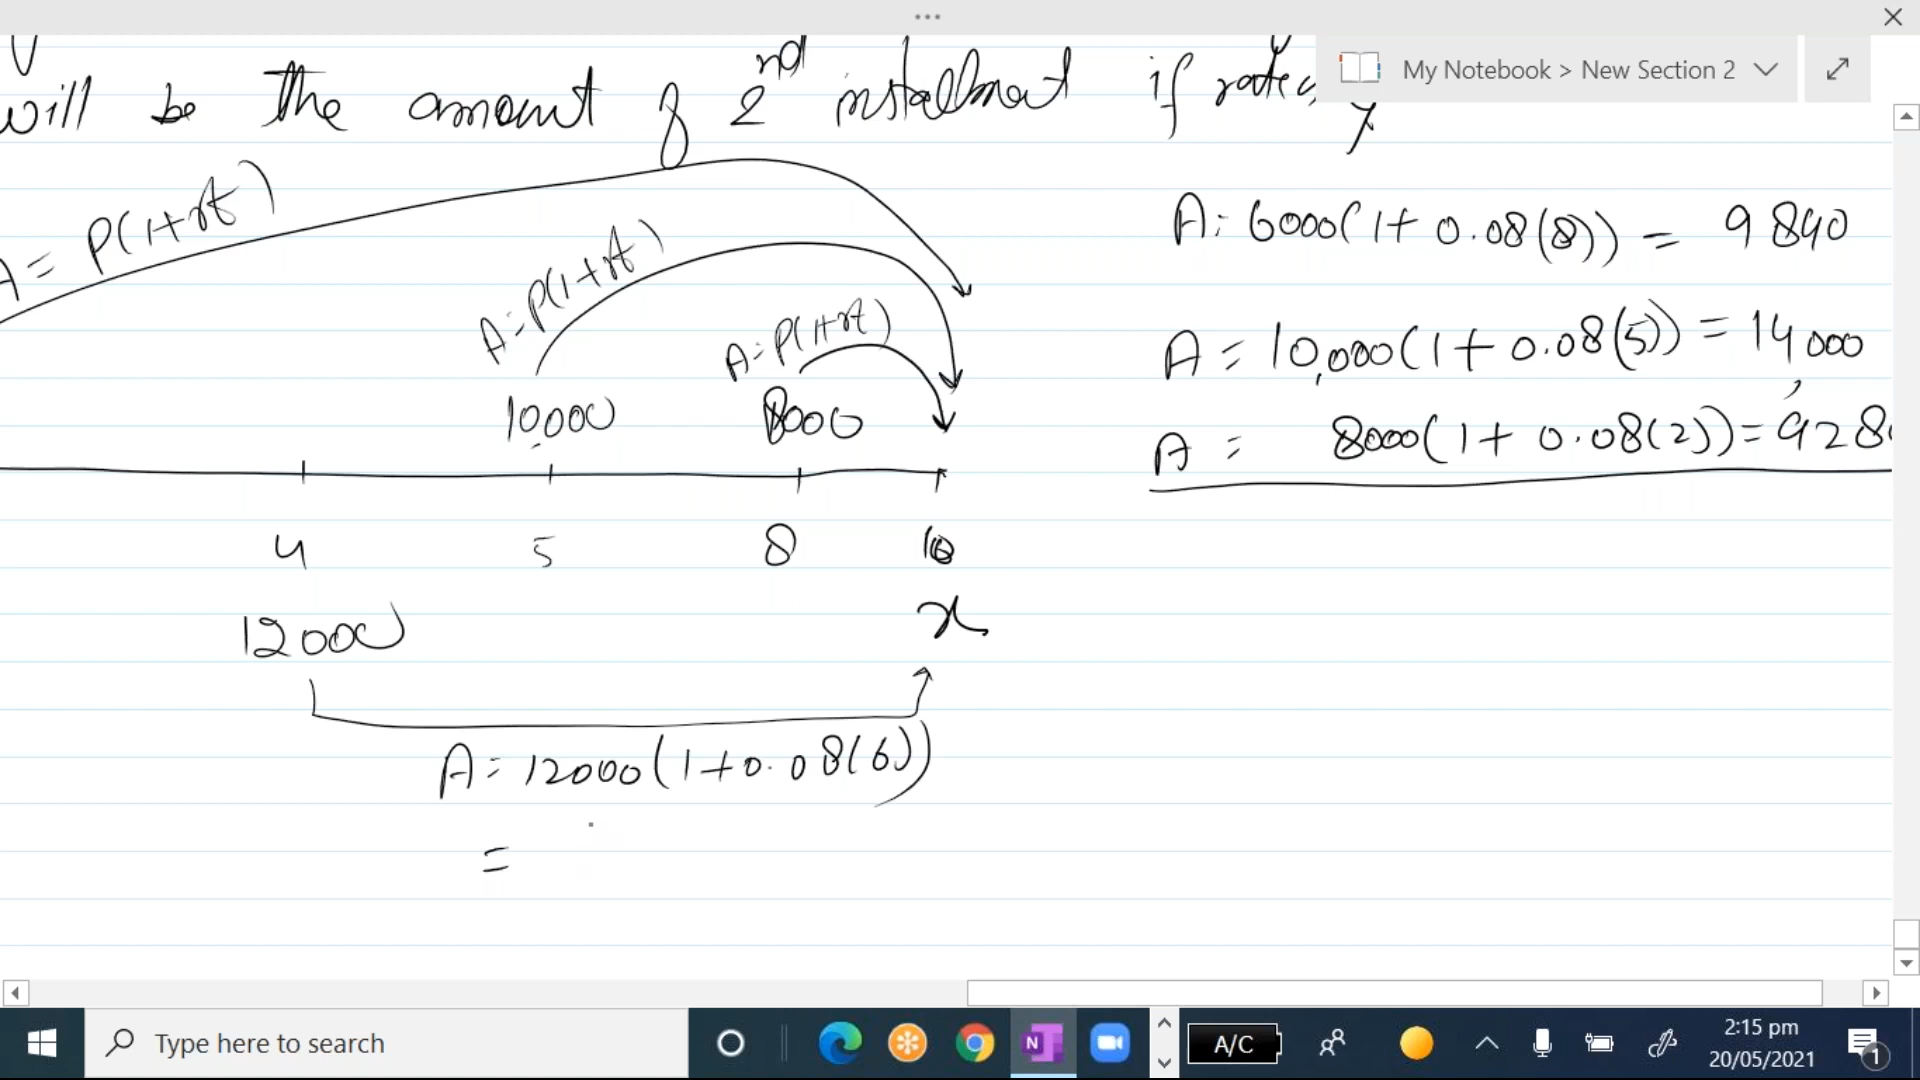 My Notebook > New Section 2
will be the amount of 2nd installment if rate
A = P(1+rt)
A = P(1+rt)
A = P(1+rt)
10,000
8000
A = 6000(1+0.08(8)) = 9840
A = 10,000(1+0.08(5)) = 14,000
A = 8000(1+0.08(2)) = 928
4 5 8 10
12000 x
A = 12000(1+0.08(6))
=
Type here to search
A/C
2:15 pm
20/05/2021
1